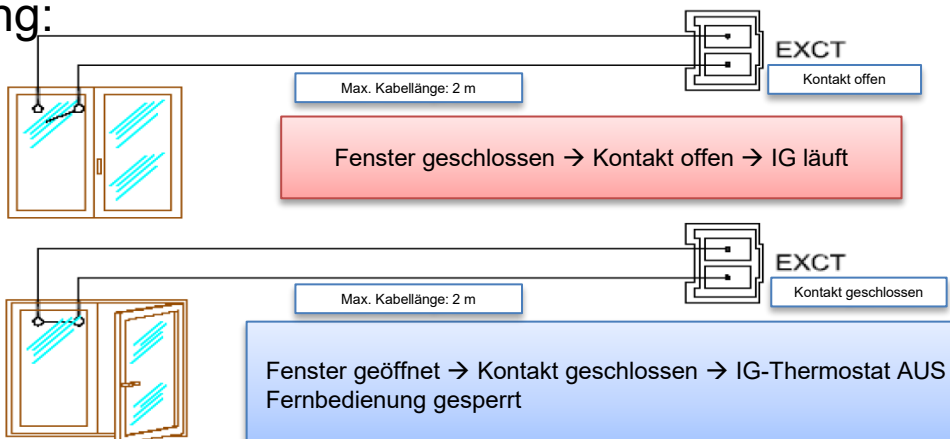 ng:
EXCT
Kontakt offen
Max. Kabellänge: 2 m
Fenster geschlossen → Kontakt offen → IG läuft
EXCT
Kontakt geschlossen
Max. Kabellänge: 2 m
Fenster geöffnet → Kontakt geschlossen → IG-Thermostat AUS
Fernbedienung gesperrt